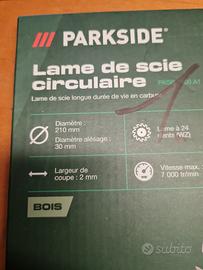 /// PARKSIDE®
Lame de scie
circulaire
Lame de scie longue durée de vie en carbure
Diamètre :
210 mm
Diamètre alésage :
30 mm
Lame à 24
dents (WZ)
Largeur de
coupe : 2 mm
Vitesse max.
7 000 tr/min
BOIS
subito